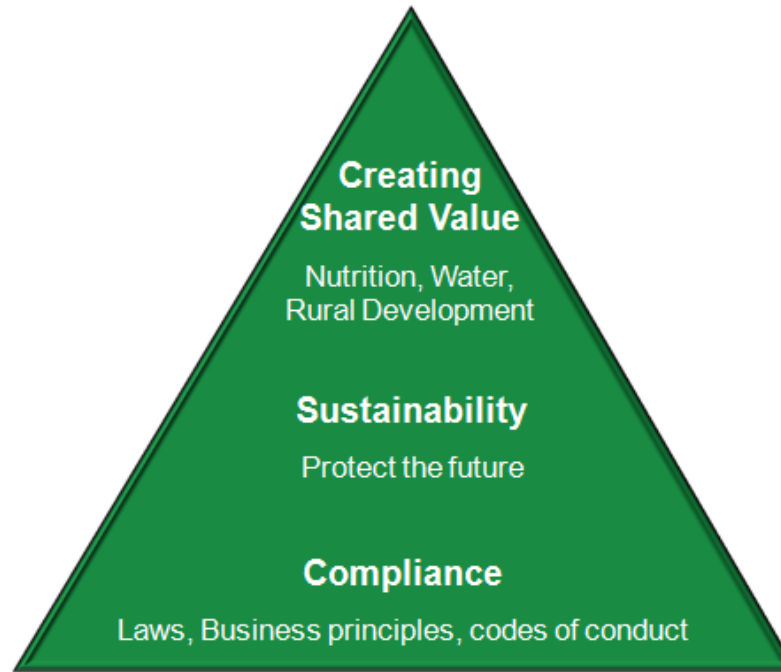 Creating
Shared Value
Nutrition, Water,
Rural Development
Sustainability
Protect the future
Compliance
Laws, Business principles, codes of conduct